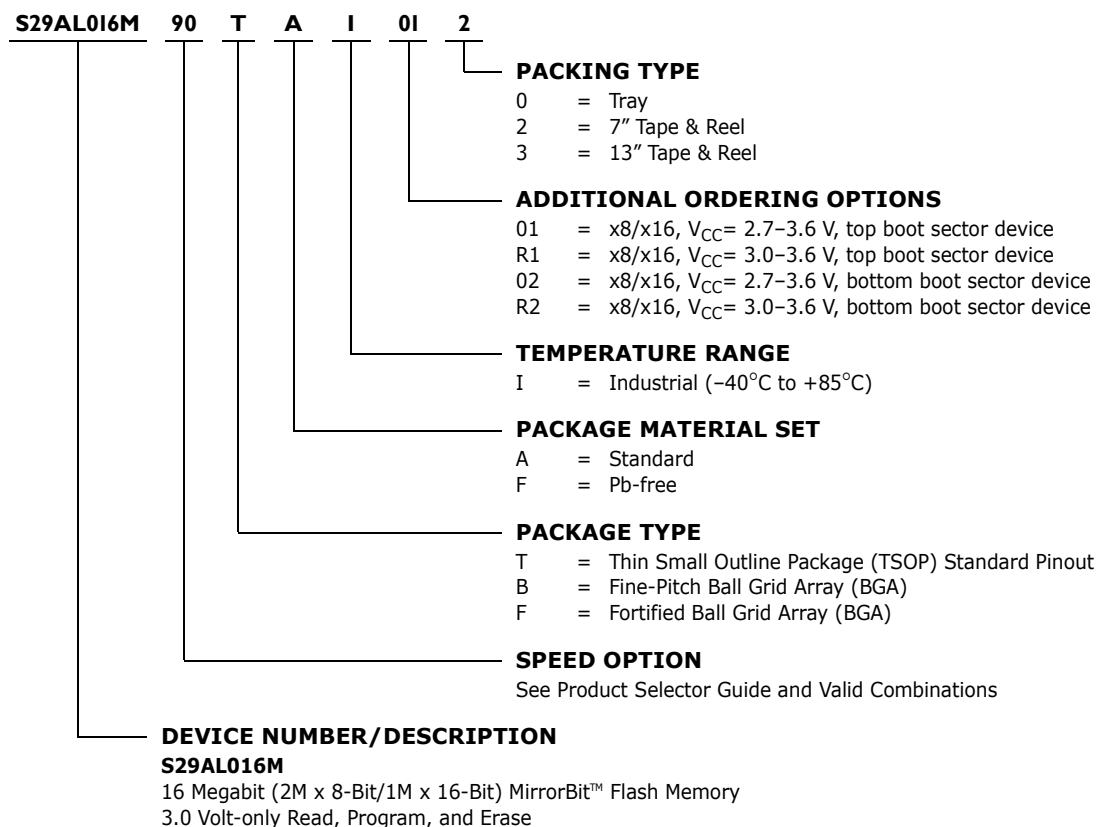 S29AL016M 90 T A I 01 2
PACKING TYPE
0 = Tray
2 = 7″ Tape & Reel
3 = 13″ Tape & Reel
ADDITIONAL ORDERING OPTIONS
01 = x8/x16, VCC= 2.7–3.6 V, top boot sector device
R1 = x8/x16, VCC= 3.0–3.6 V, top boot sector device
02 = x8/x16, VCC= 2.7–3.6 V, bottom boot sector device
R2 = x8/x16, VCC= 3.0–3.6 V, bottom boot sector device
TEMPERATURE RANGE
I = Industrial (–40°C to +85°C)
PACKAGE MATERIAL SET
A = Standard
F = Pb-free
PACKAGE TYPE
T = Thin Small Outline Package (TSOP) Standard Pinout
B = Fine-Pitch Ball Grid Array (BGA)
F = Fortified Ball Grid Array (BGA)
SPEED OPTION
See Product Selector Guide and Valid Combinations
DEVICE NUMBER/DESCRIPTION
S29AL016M
16 Megabit (2M x 8-Bit/1M x 16-Bit) MirrorBit™ Flash Memory
3.0 Volt-only Read, Program, and Erase